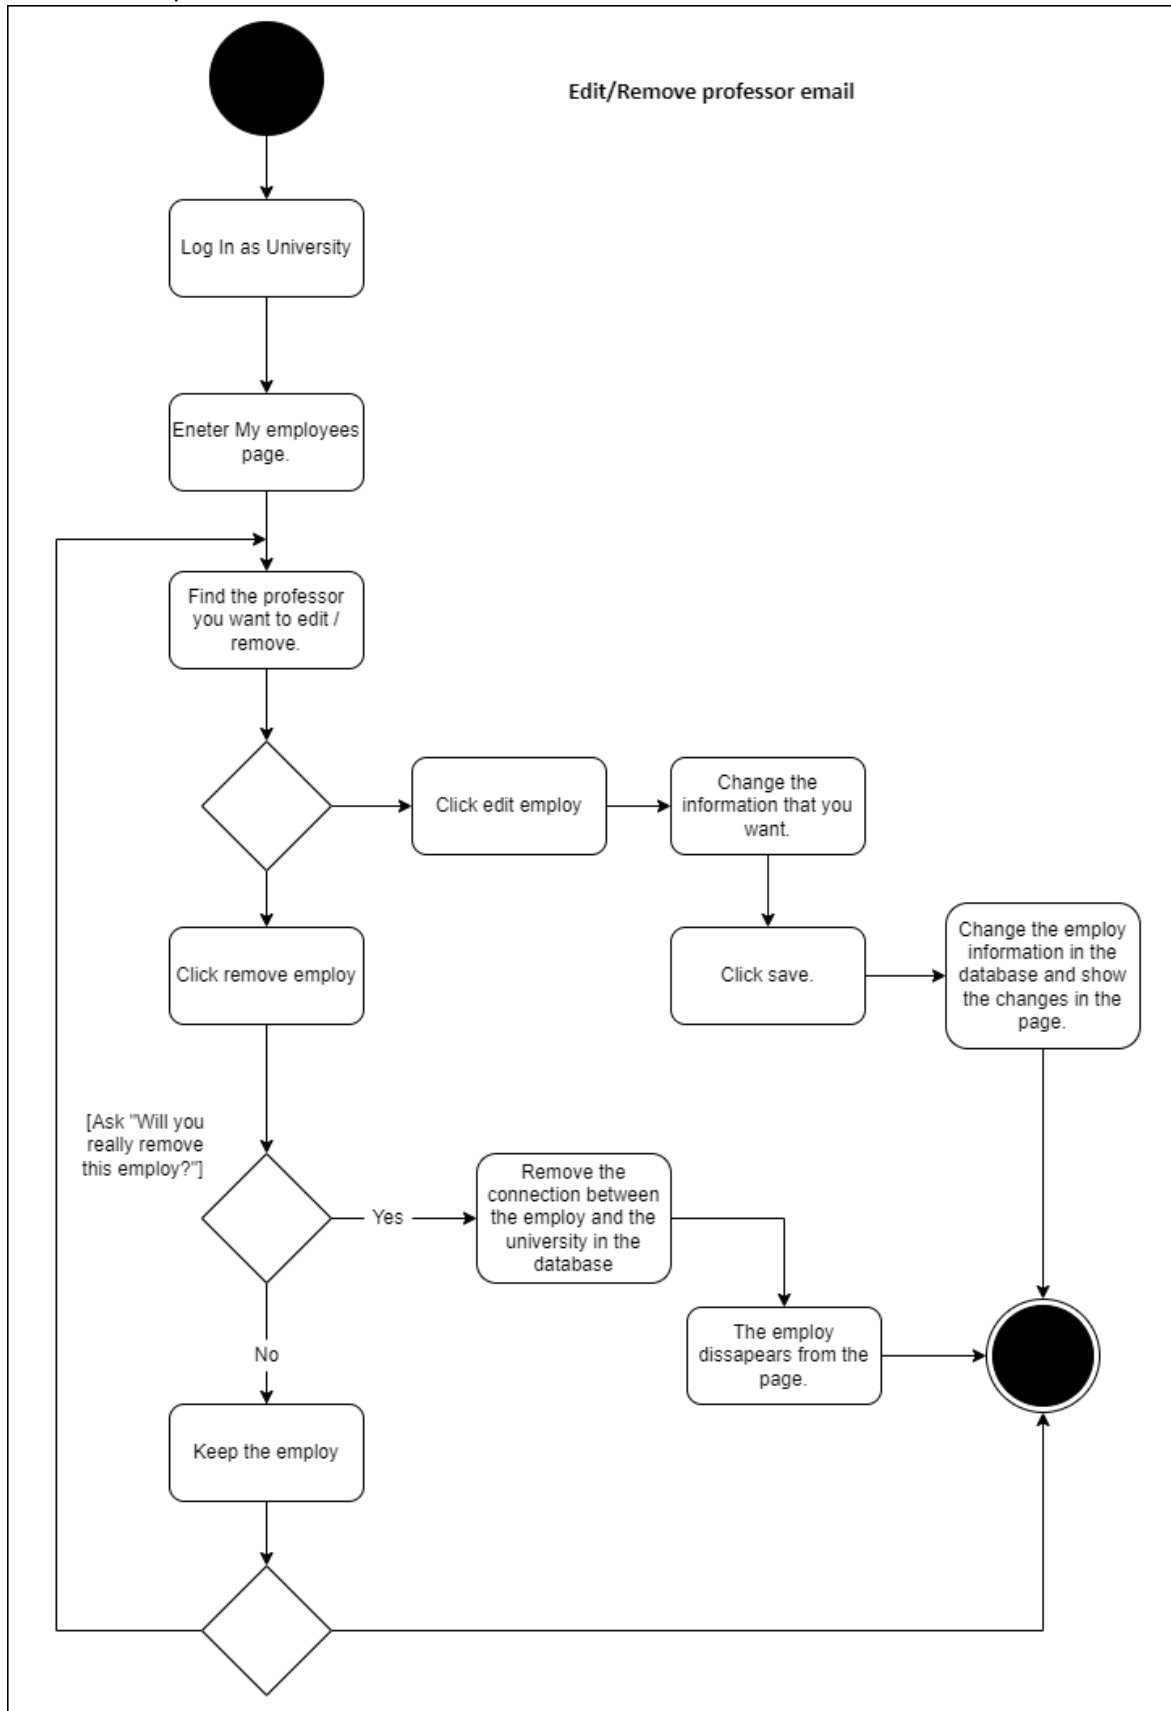 Edit/Remove professor email
Log In as University
Eneter My employees
page.
Find the professor
you want to edit /
remove.
Click edit employ
Change the
information that you
want.
Click remove employ
Click save.
Change the employ
information in the
database and show
the changes in the
page.
[Ask "Will you
really remove
this employ?"]
Yes
Remove the
connection between
the employ and the
university in the
database
No
The employ
dissapears from the
page.
Keep the employ